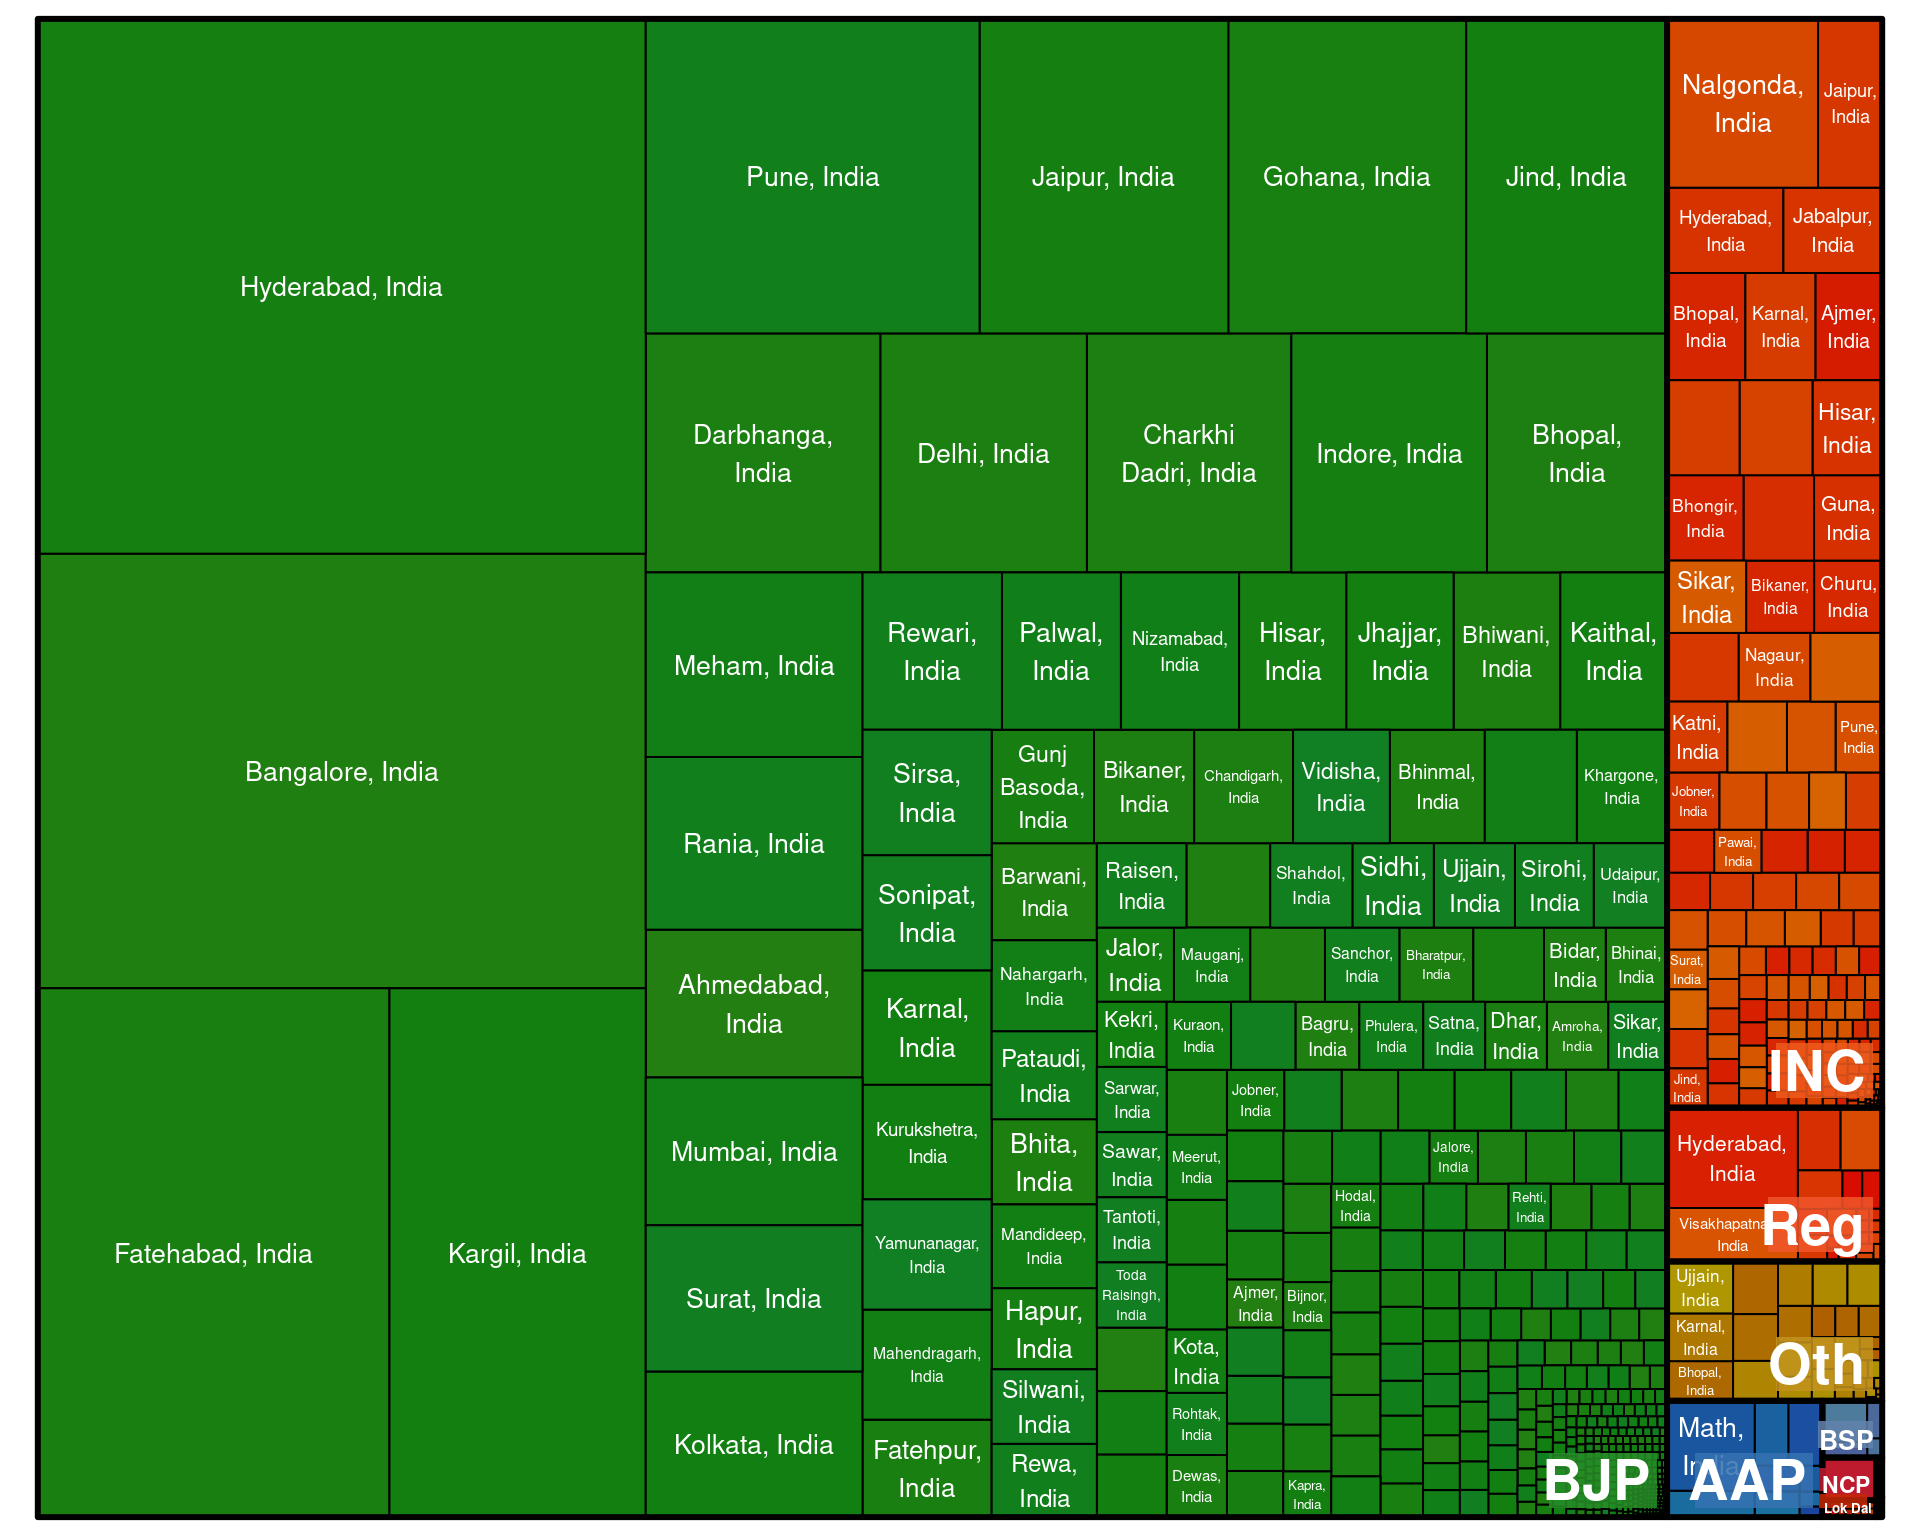 Hyderabad, India
Bangalore, India
Fatehabad, India
Kargil, India
Pune, India
Jaipur, India
Gohana, India
Jind, India
Darbhanga,
India
Delhi, India
Charkhi
Dadri, India
Indore, India
Bhopal,
India
Meham, India
Rania, India
Ahmedabad,
India
Mumbai, India
Surat, India
Kolkata, India
Rewari,
India
Palwal,
India
Nizamabad,
India
Hisar,
India
Jhajjar,
India
Bhiwani,
India
Kaithal,
India
Sirsa,
India
Sonipat,
India
Karnal,
India
Kurukshetra,
India
Yamunanagar,
India
Mahendragarh,
India
Fatehpur,
India
Gunj
Basoda,
India
Bikaner,
India
Chandigarh,
India
Vidisha,
India
Bhinmal,
India
Khargone,
India
Barwani,
India
Nahargarh,
India
Pataudi,
India
Bhita,
India
Mandideep,
India
Hapur,
India
Silwani,
India
Rewa,
India
Raisen,
India
Shahdol,
India
Sidhi,
India
Ujjain,
India
Sirohi,
India
Udaipur,
India
Jalor,
India
Mauganj,
India
Sanchor,
India
Bharatpur,
India
Bidar,
India
Bhinai,
India
Kekri,
India
Kuraon,
India
Bagru,
India
Phulera,
India
Satna,
India
Dhar,
India
Amroha,
India
Sikar,
India
Sarwar,
India
Jobner,
India
Sawar,
India
Meerut,
India
Jalore,
India
Tantoti,
India
Hodal,
India
Rehti,
India
Toda
Raisingh,
India
Ajmer,
India
Bijnor,
India
Kota,
India
Rohtak,
India
Dewas,
India
Kapra,
India
BJP
Nalgonda,
India
Jaipur,
India
Hyderabad,
India
Jabalpur,
India
Bhopal,
India
Karnal,
India
Ajmer,
India
Hisar,
India
Bhongir,
India
Guna,
India
Sikar,
India
Bikaner,
India
Churu,
India
Nagaur,
India
Katni,
India
Pune,
India
Jobner,
India
Pawai,
India
Surat,
India
Jind,
India
INC
Hyderabad,
India
Visakhapatna
India
Reg
Ujjain,
India
Karnal,
India
Bhopal,
India
Oth
Math,
India
AAP
BSP
NCP
Lok Dal